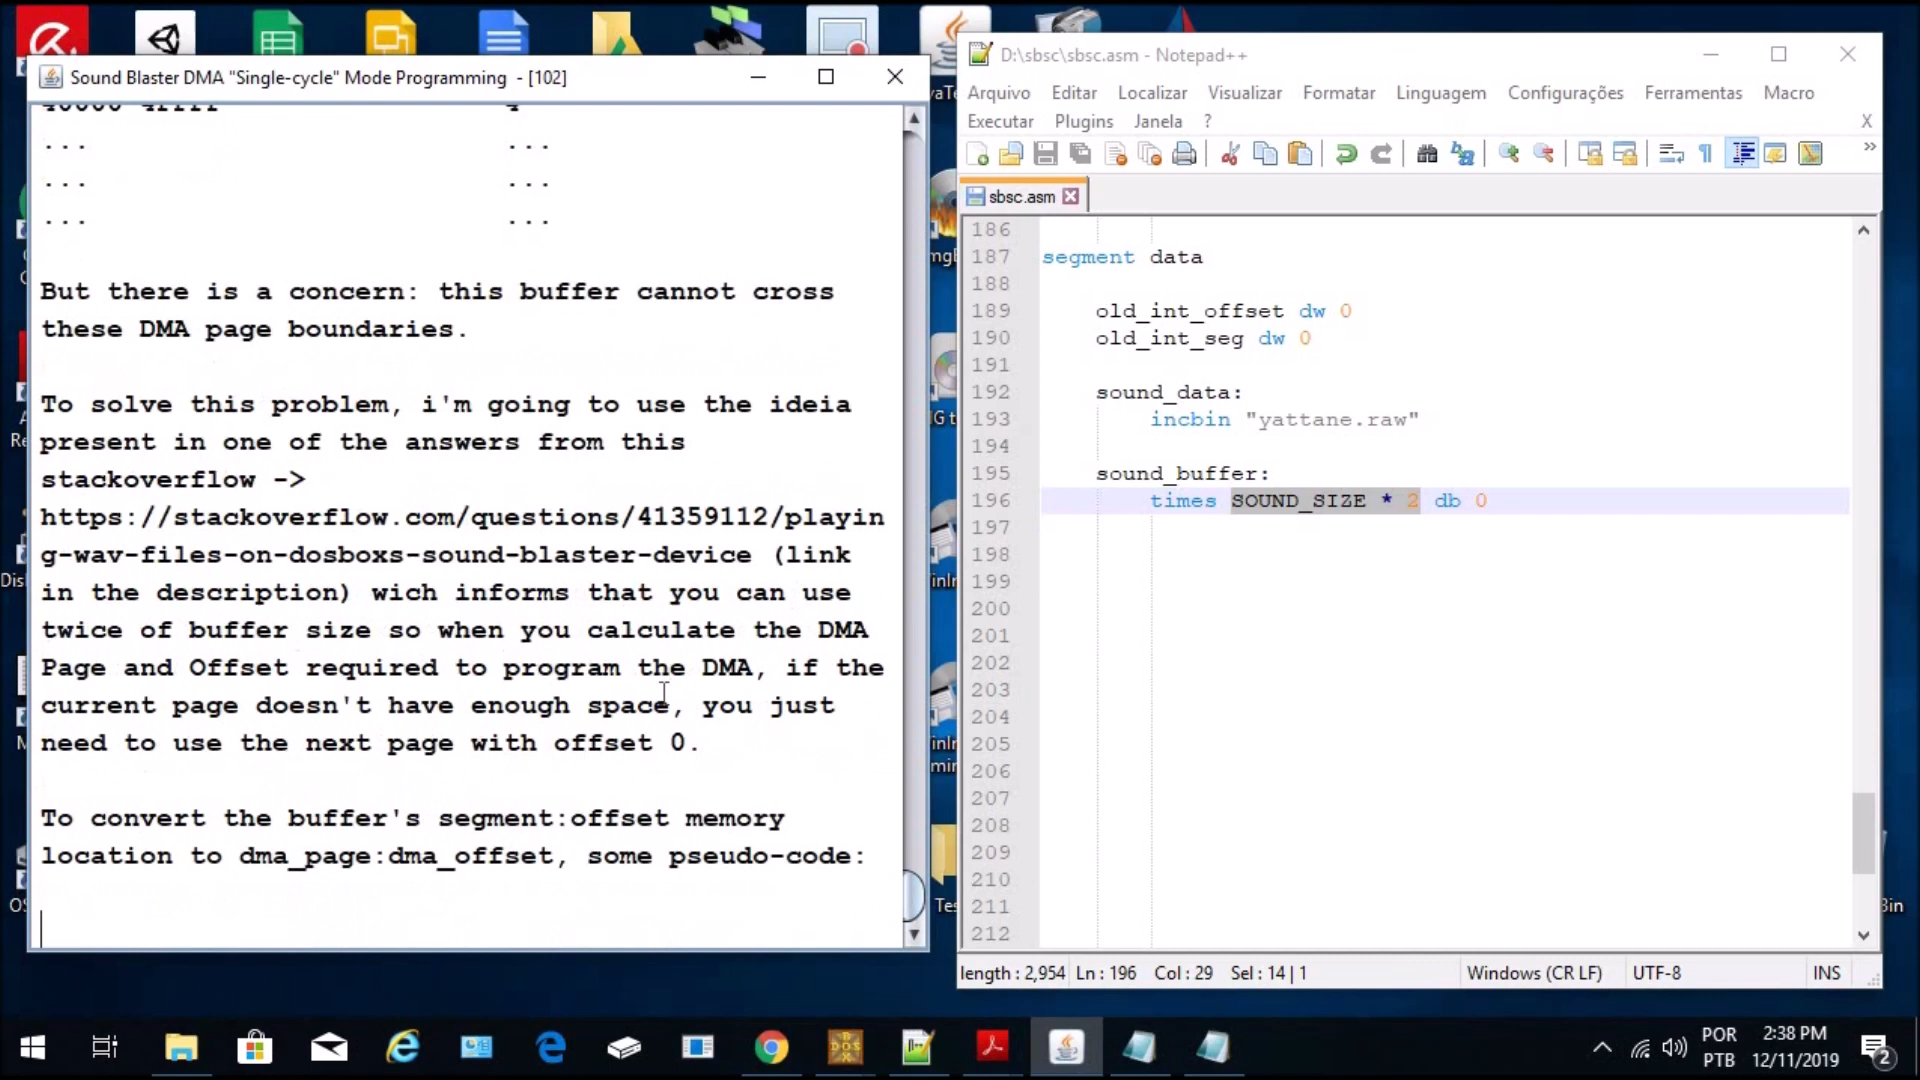 Sound Blaster DMA "Single-cycle" Mode Programming - [102]
...                          ...
...                          ...
...                          ...
But there is a concern: this buffer cannot cross
these DMA page boundaries.
To solve this problem, i'm going to use the ideia
present in one of the answers from this
stackoverflow ->
https://stackoverflow.com/questions/41359112/playin
g-wav-files-on-dosboxs-sound-blaster-device (link
in the description) wich informs that you can use
twice of buffer size so when you calculate the DMA
Page and Offset required to program the DMA, if the
current page doesn't have enough space, you just
need to use the next page with offset 0.
To convert the buffer's segment:offset memory
location to dma_page:dma_offset, some pseudo-code:
D:\sbsc\sbsc.asm - Notepad++
Arquivo Editar Localizar Visualizar Formatar Linguagem Configurações Ferramentas Macro
Executar Plugins Janela ? X
sbsc.asm
186
187 segment data
188
189 old_int_offset dw 0
190 old_int_seg dw 0
191
192 sound_data:
193 incbin "yattane.raw"
194
195 sound_buffer:
196 times SOUND_SIZE * 2 db 0
197
198
199
200
201
202
203
204
205
206
207
208
209
210
211
212
length : 2,954 Ln : 196 Col : 29 Sel : 14 | 1 Windows (CR LF) UTF-8 INS
POR
PTB
2:38 PM
12/11/2019
2